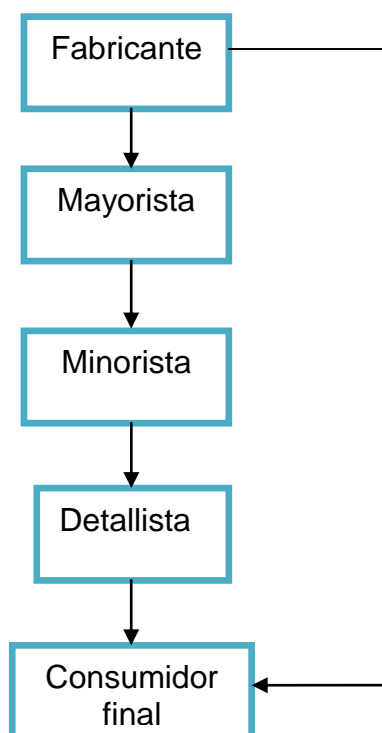 Fabricante
Mayorista
Minorista
Detallista
Consumidor
final